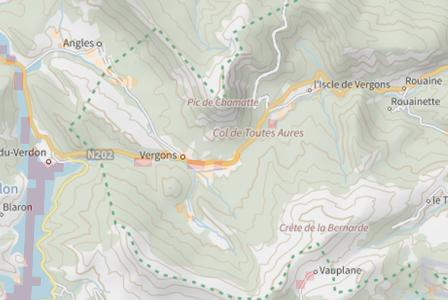 Angles
Pic de Chamatte
L'Iscle de Vergons
Rouaine
Rouainette
Col de Toutes Aures
du-Verdon
N202
Vergons
lon
Blaron
Crête de la Bernarde
le T
Vauplane